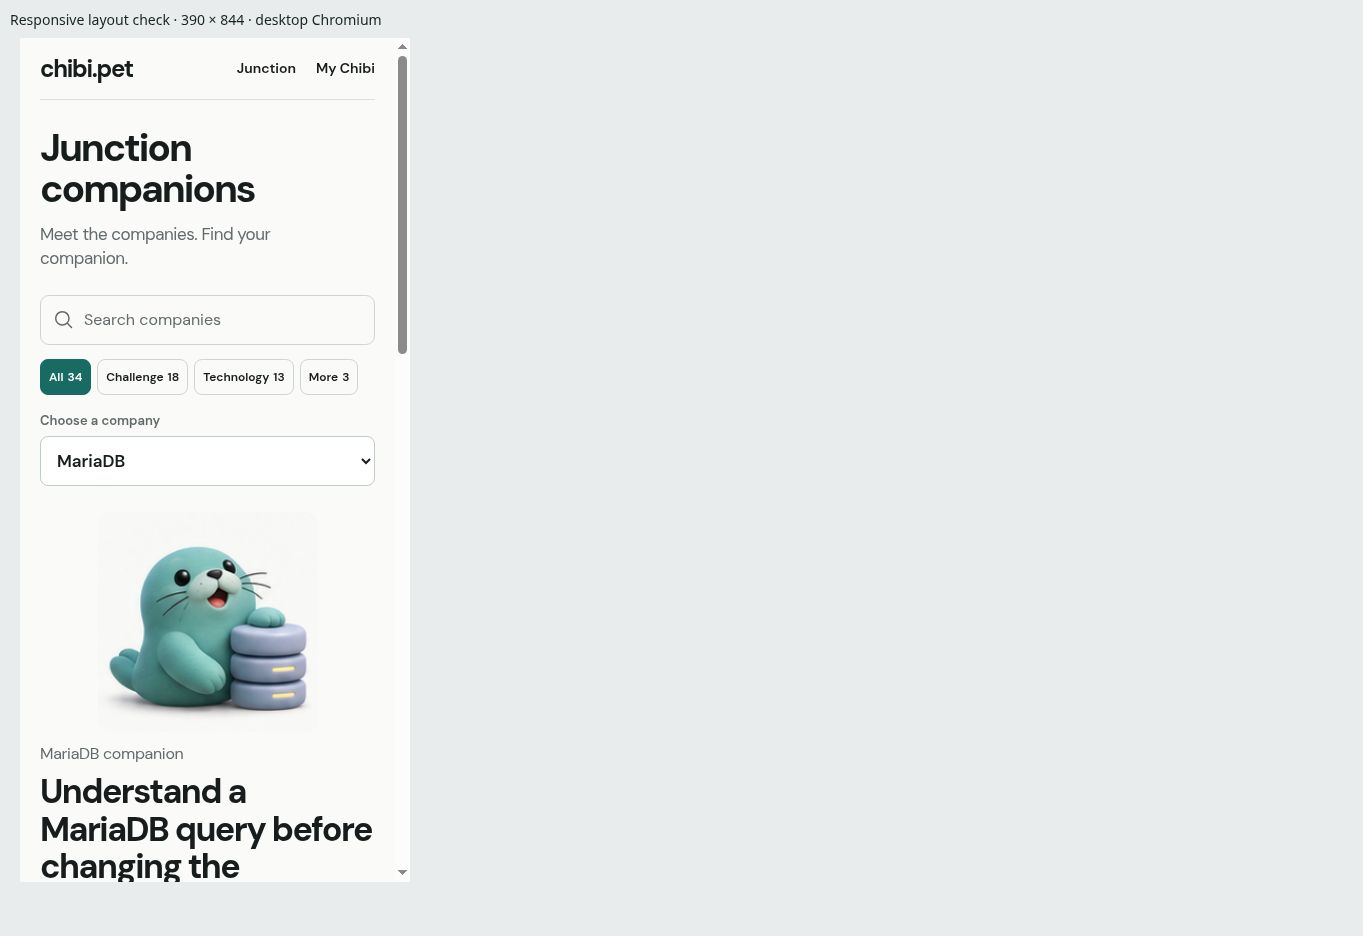 Responsive layout check · 390 × 844 · desktop Chromium
chibi.pet
Junction
My Chibi
Junction
companions
Meet the companies. Find your
companion.
Search companies
All 34
Challenge 18
Technology 13
More 3
Choose a company
MariaDB
MariaDB companion
Understand a
MariaDB query before
changing the